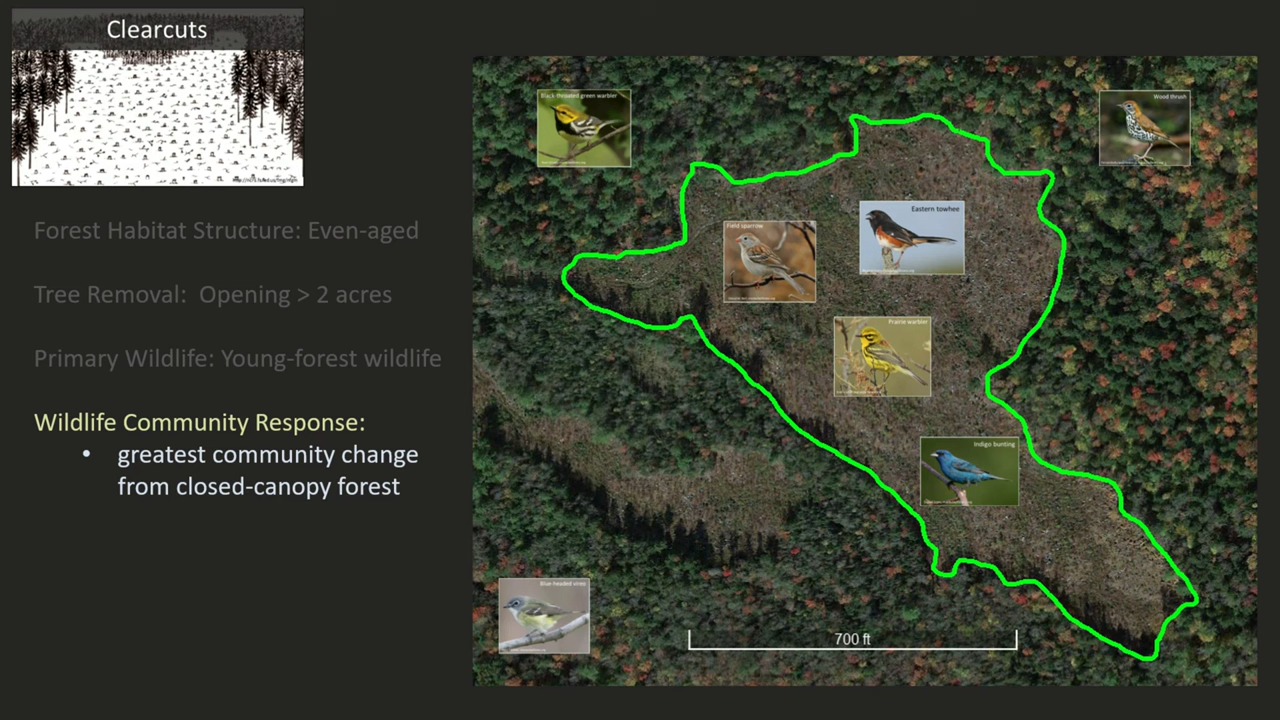 Clearcuts
Forest Habitat Structure: Even-aged
Tree Removal: Opening > 2 acres
Primary Wildlife: Young-forest wildlife
Wildlife Community Response:
• greatest community change
from closed-canopy forest
Black-throated green warbler
Wood thrush
Eastern towhee
Field sparrow
Prairie warbler
Indigo bunting
Blue-headed vireo
700 ft